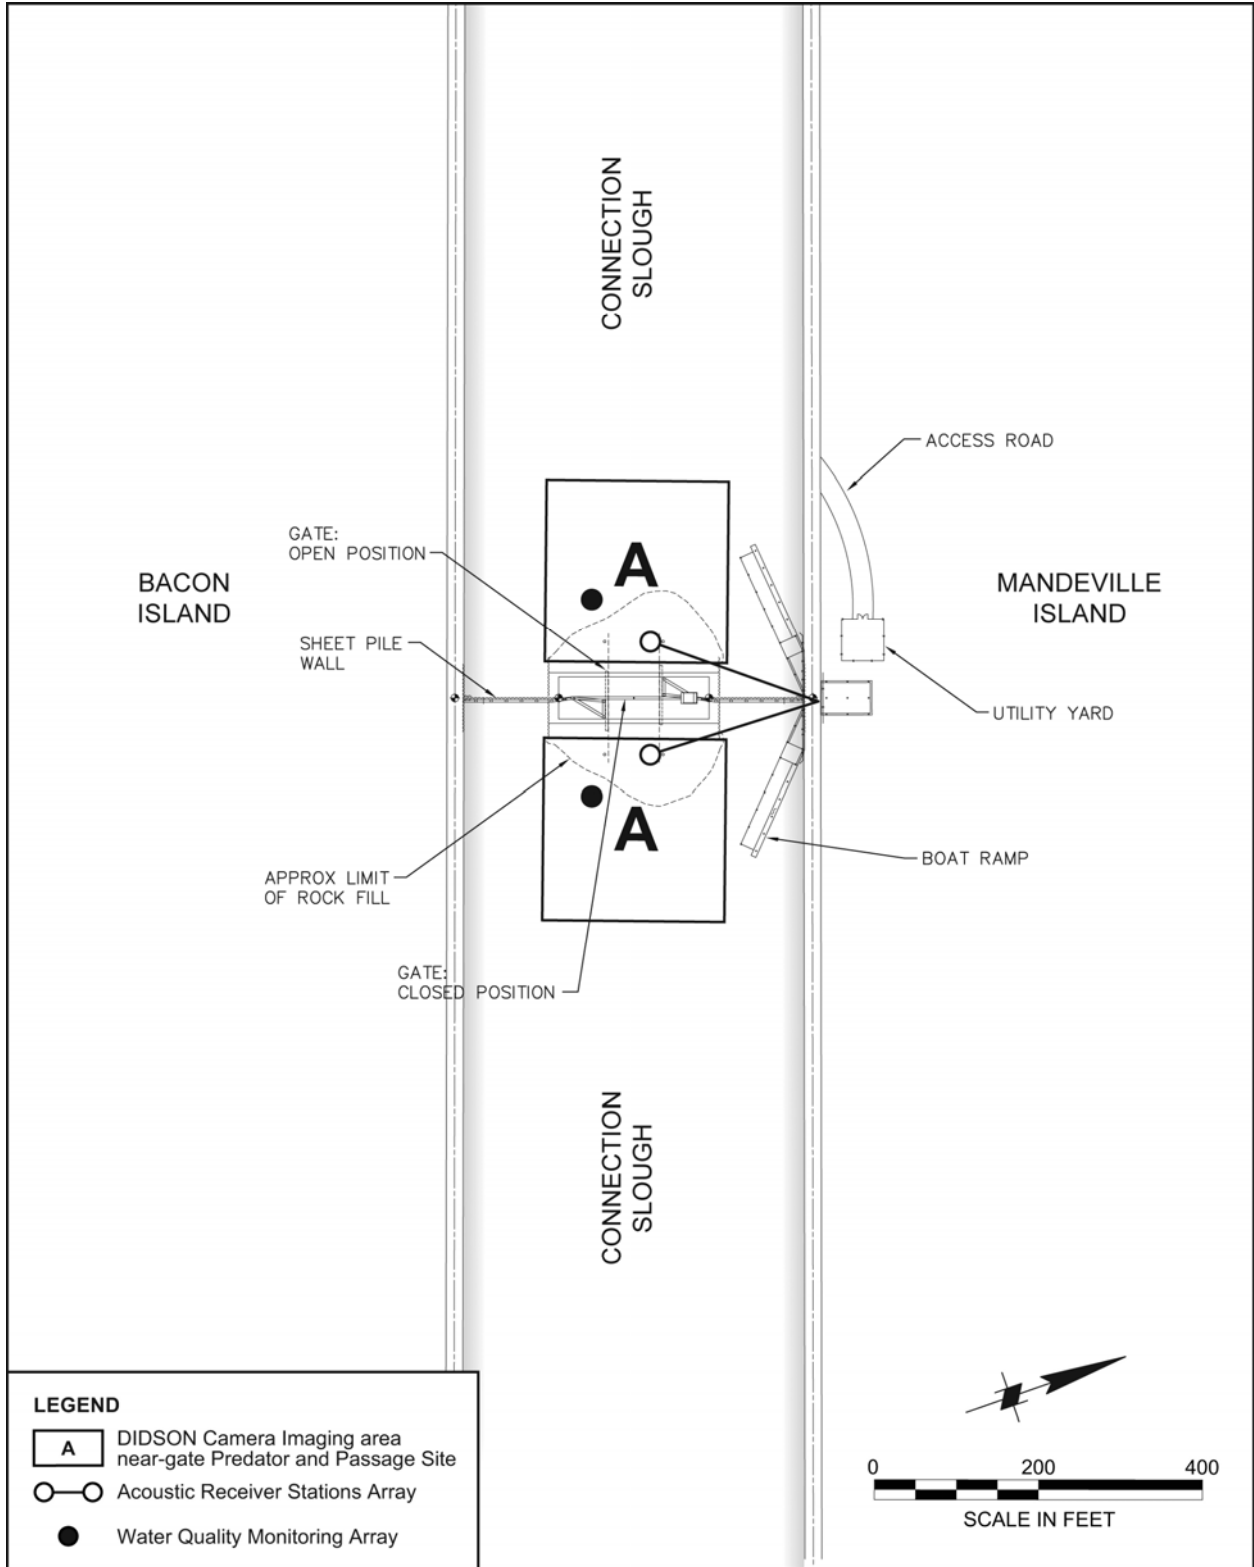 CONNECTION
SLOUGH
ACCESS ROAD
GATE:
OPEN POSITION
A
BACON
ISLAND
MANDEVILLE
ISLAND
SHEET PILE
WALL
UTILITY YARD
A
BOAT RAMP
APPROX LIMIT
OF ROCK FILL
GATE:
CLOSED POSITION
CONNECTION
SLOUGH
LEGEND
A
DIDSON Camera Imaging area
near-gate Predator and Passage Site
Acoustic Receiver Stations Array
Water Quality Monitoring Array
0 200 400
SCALE IN FEET